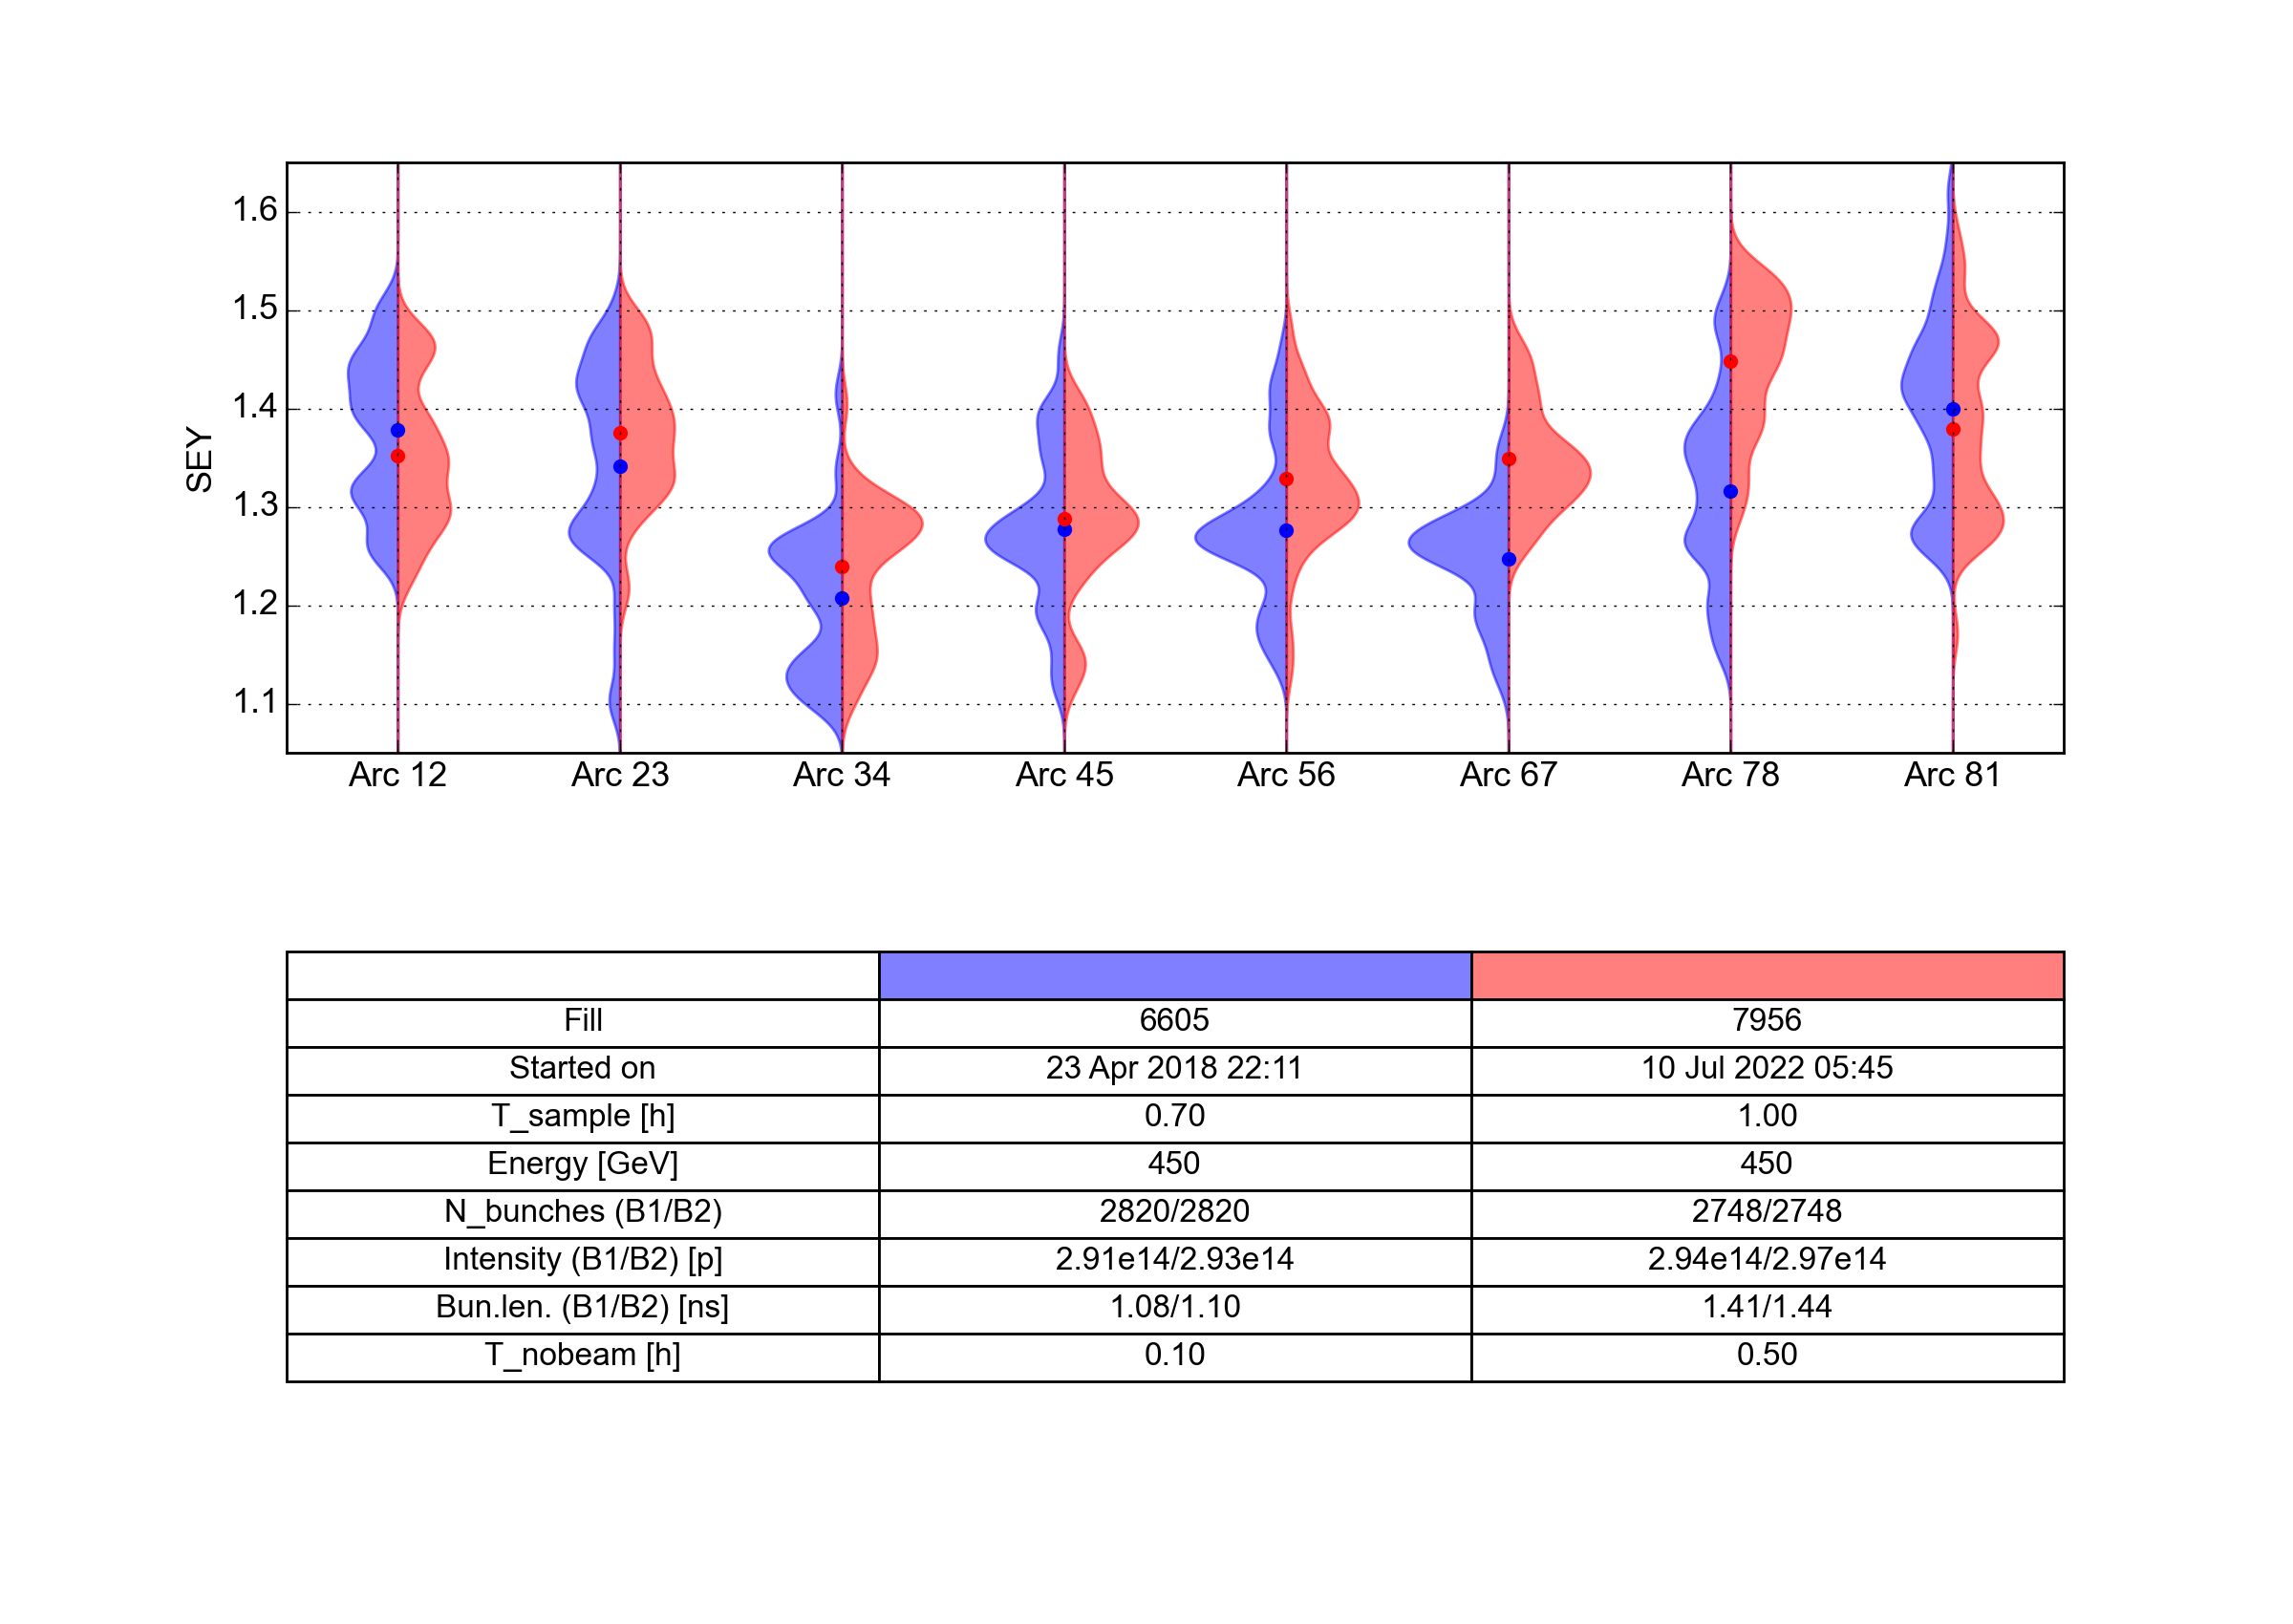 SEY
1.6
1.5
1.4
1.3
1.2
1.1
Arc 12 Arc 23 Arc 34 Arc 45 Arc 56 Arc 67 Arc 78 Arc 81
Fill 6605 7956
Started on 23 Apr 2018 22:11 10 Jul 2022 05:45
T_sample [h] 0.70 1.00
Energy [GeV] 450 450
N_bunches (B1/B2) 2820/2820 2748/2748
Intensity (B1/B2) [p] 2.91e14/2.93e14 2.94e14/2.97e14
Bun.len. (B1/B2) [ns] 1.08/1.10 1.41/1.44
T_nobeam [h] 0.10 0.50